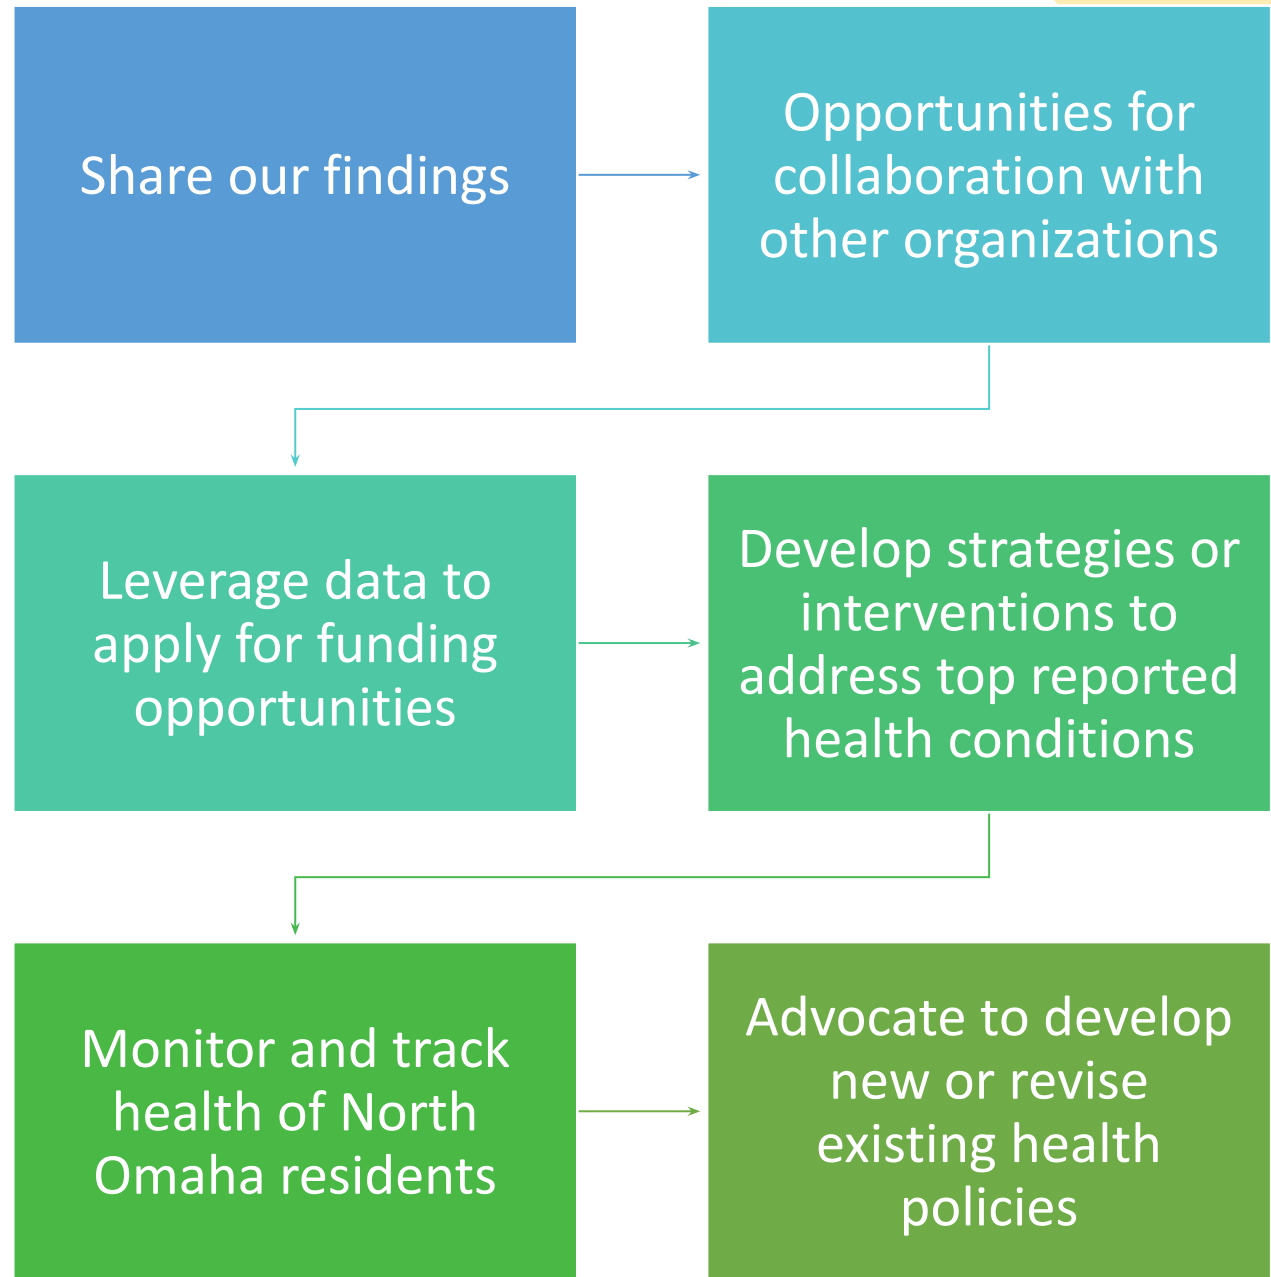 Share our findings
Opportunities for
collaboration with
other organizations
Leverage data to
apply for funding
opportunities
Develop strategies or
interventions to
address top reported
health conditions
Monitor and track
health of North
Omaha residents
Advocate to develop
new or revise
existing health
policies